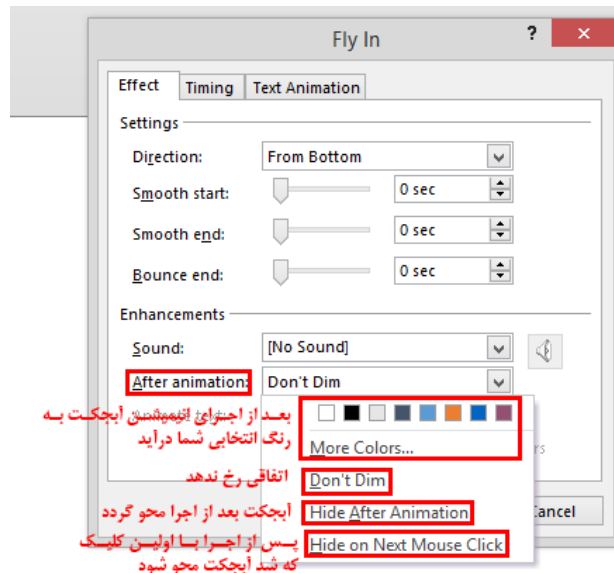 Fly In
?
×
Effect
Timing
Text Animation
Settings
Direction:
From Bottom
Smooth start:
0 sec
Smooth end:
0 sec
Bounce end:
0 sec
Enhancements
Sound:
[No Sound]
After animation:
Don't Dim
بعد از اجرای انیمیشن آبجکت به
رنگ انتخابی شما درآید
More Colors...
اتفاقی رخ ندهد
Don't Dim
آبجکت بعد از اجرا محو گردد
Hide After Animation
پس از اجرا با اولین کلیک
که شد آبجکت محو شود
Hide on Next Mouse Click